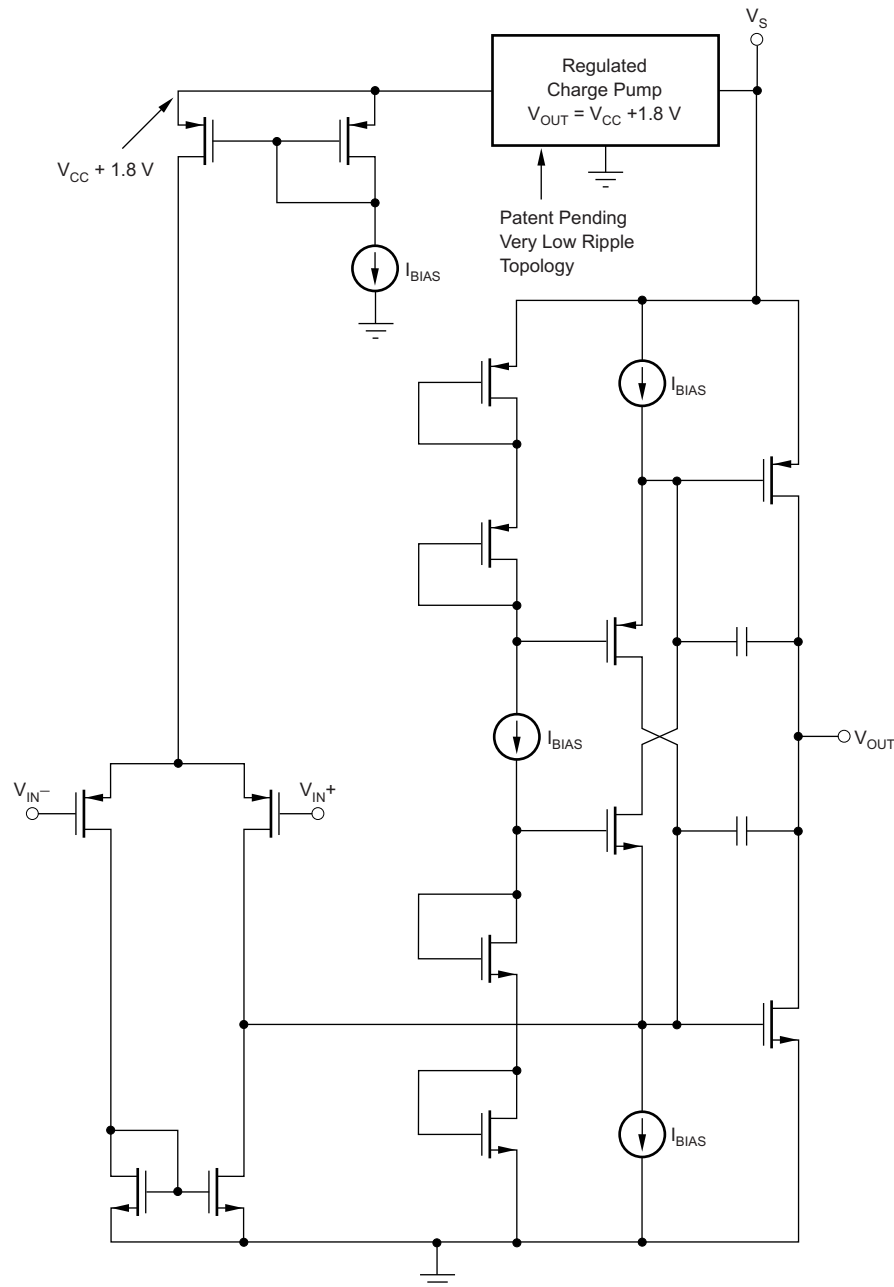 V_S
Regulated
Charge Pump
V_OUT = V_CC +1.8 V
V_CC + 1.8 V
Patent Pending
Very Low Ripple
Topology
I_BIAS
I_BIAS
I_BIAS
V_OUT
V_IN−
V_IN+
I_BIAS